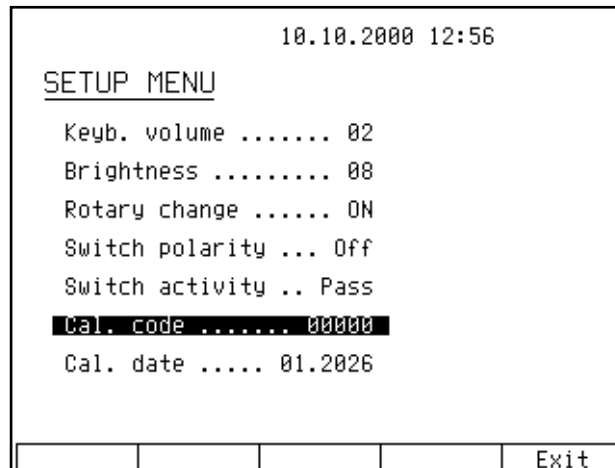 10.10.2000 12:56
SETUP MENU
Keyb. volume ....... 02
Brightness ......... 08
Rotary change ...... ON
Switch polarity ... Off
Switch activity .. Pass
Cal. code ....... 00000
Cal. date ..... 01.2026
Exit